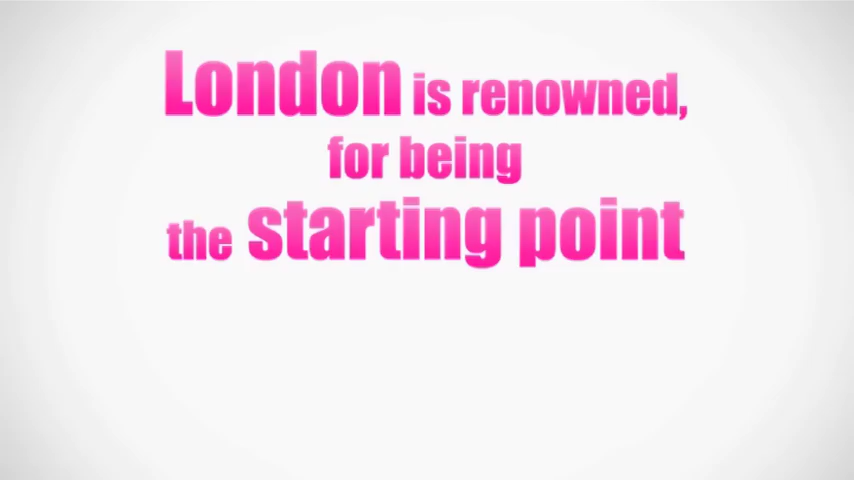 London is renowned,
for being
the starting point